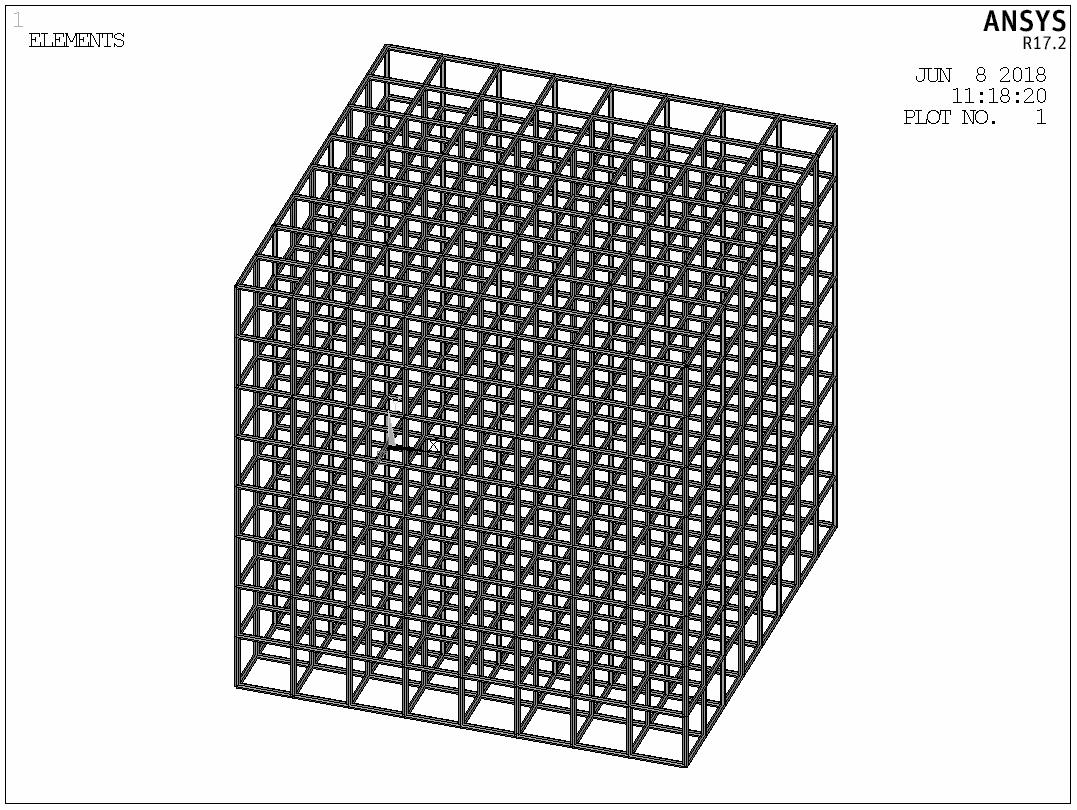 1
ELEMENTS
ANSYS
R17.2
JUN  8 2018
11:18:20
PLOT NO.   1
X